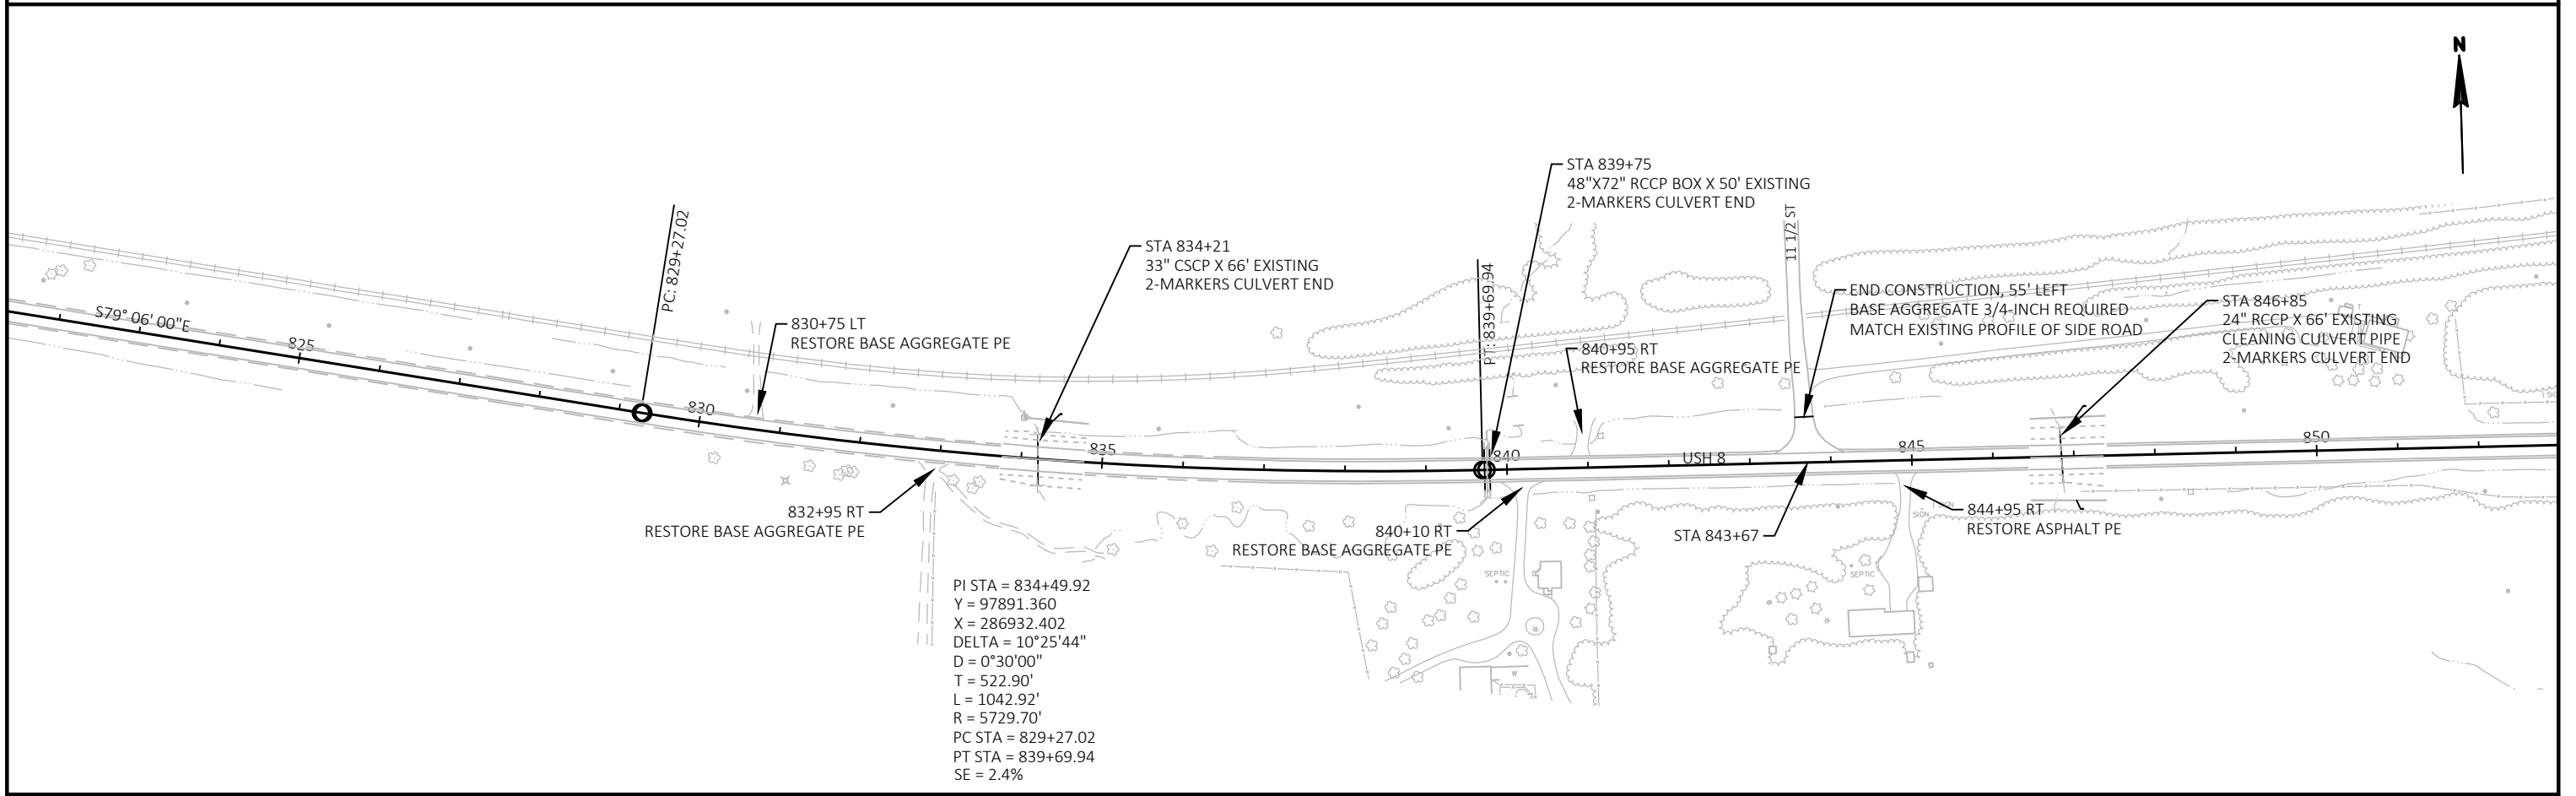 N
STA 839+75
48"X72" RCCP BOX X 50' EXISTING
2-MARKERS CULVERT END
11 1/2 ST
PC: 829+27.02
STA 834+21
33" CSCP X 66' EXISTING
2-MARKERS CULVERT END
PT: 839+69.94
END CONSTRUCTION, 55' LEFT
BASE AGGREGATE 3/4-INCH REQUIRED
MATCH EXISTING PROFILE OF SIDE ROAD
STA 846+85
24" RCCP X 66' EXISTING
CLEANING CULVERT PIPE
2-MARKERS CULVERT END
S79° 06' 00"E
830+75 LT
RESTORE BASE AGGREGATE PE
840+95 RT
RESTORE BASE AGGREGATE PE
825
830
835
840
USH 8
845
850
832+95 RT
RESTORE BASE AGGREGATE PE
840+10 RT
RESTORE BASE AGGREGATE PE
STA 843+67
844+95 RT
RESTORE ASPHALT PE
SIGN
SEPTIC
SEPTIC
W
PI STA = 834+49.92
Y = 97891.360
X = 286932.402
DELTA = 10°25'44"
D = 0°30'00"
T = 522.90'
L = 1042.92'
R = 5729.70'
PC STA = 829+27.02
PT STA = 839+69.94
SE = 2.4%